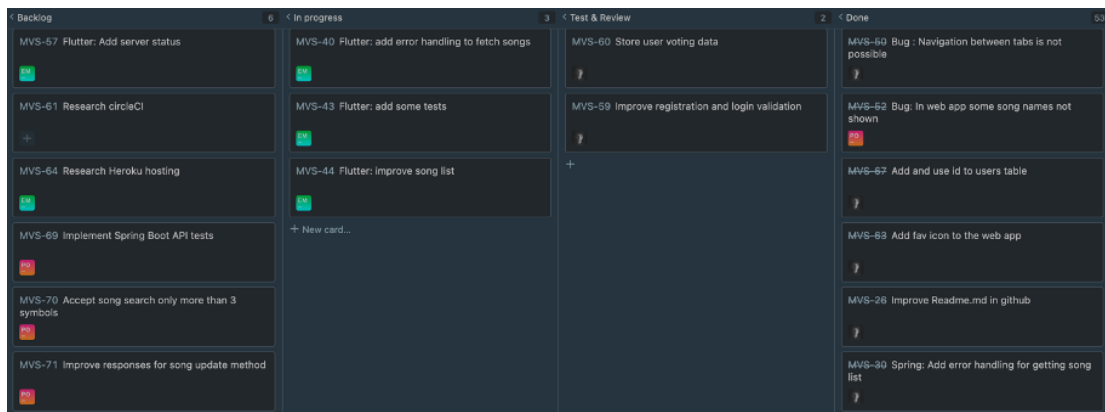 Backlog 6
MVS-57 Flutter: Add server status
EM
MVS-61 Research circleCI
+
MVS-64 Research Heroku hosting
EM
MVS-69 Implement Spring Boot API tests
PO
MVS-70 Accept song search only more than 3
symbols
PO
MVS-71 Improve responses for song update method
PO
In progress 3
MVS-40 Flutter: add error handling to fetch songs
EM
MVS-43 Flutter: add some tests
EM
MVS-44 Flutter: improve song list
EM
+ New card...
Test & Review 2
MVS-60 Store user voting data
MVS-59 Improve registration and login validation
+
Done 53
MVS-50 Bug : Navigation between tabs is not
possible
MVS-52 Bug: In web app some song names not
shown
PO
MVS-67 Add and use id to users table
MVS-63 Add fav icon to the web app
MVS-26 Improve Readme.md in github
MVS-30 Spring: Add error handling for getting song
list